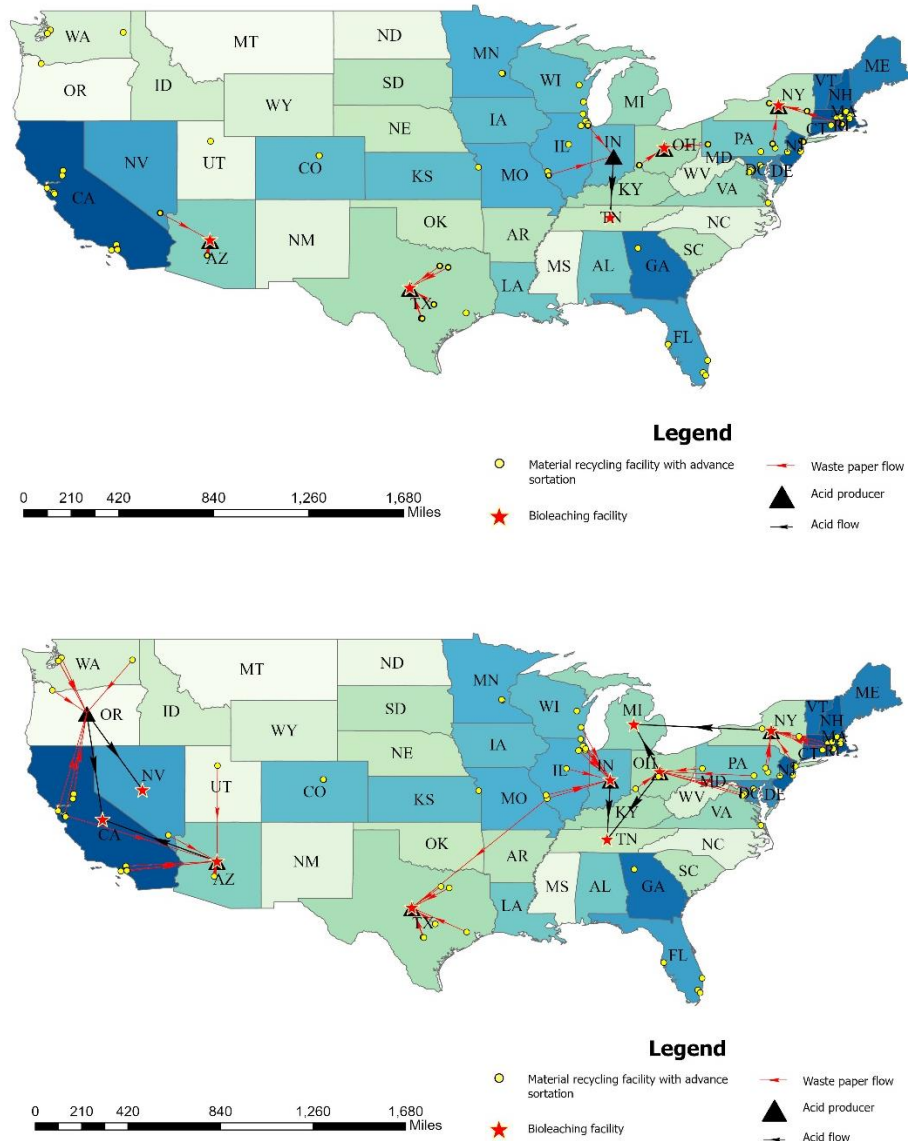 WA
MT
ND
MN
ME
OR
ID
SD
WI
VT
NH
WY
MI
NY
MA
IA
CT
RI
NE
PA
NJ
NV
UT
IL
IN
OH
MD
DC
DE
CO
WV
CA
KS
MO
KY
VA
OK
TN
NC
AZ
NM
AR
SC
MS
AL
GA
TX
LA
FL
Legend
Material recycling facility with advance
sortation
Waste paper flow
Acid producer
Bioleaching facility
Acid flow
0 210 420 840 1,260 1,680
Miles
WA
MT
ND
MN
ME
OR
ID
SD
WI
VT
NH
MI
NY
MA
WY
IA
CT
RI
NE
PA
NJ
NV
UT
IL
IN
OH
MD
DC
DE
CO
WV
CA
KS
MO
KY
VA
OK
TN
NC
AZ
NM
AR
SC
MS
AL
GA
TX
LA
FL
Legend
Material recycling facility with advance
sortation
Waste paper flow
Acid producer
Bioleaching facility
Acid flow
0 210 420 840 1,260 1,680
Miles